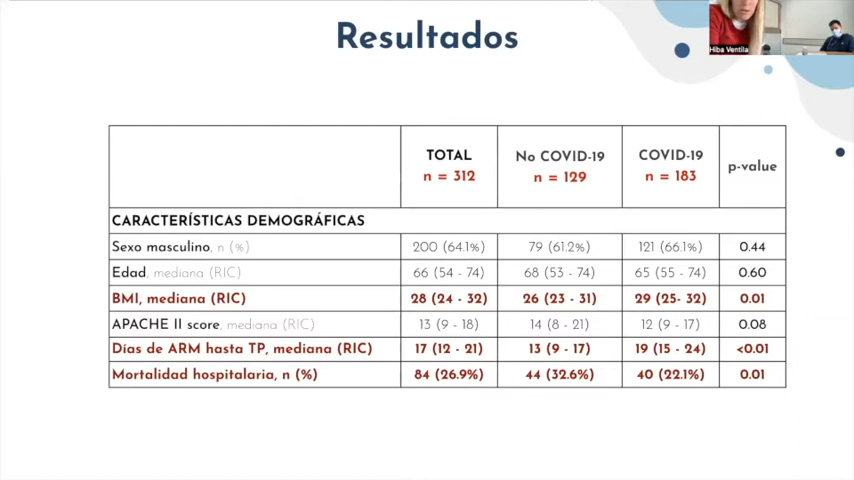 Resultados
Hiba Ventila
TOTAL No COVID-19 COVID-19 p-value
n = 312 n = 129 n = 183
CARACTERÍSTICAS DEMOGRÁFICAS
Sexo masculino, n (%) 200 (64.1%) 79 (61.2%) 121 (66.1%) 0.44
Edad, mediana (RIC) 66 (54 - 74) 68 (53 - 74) 65 (55 - 74) 0.60
BMI, mediana (RIC) 28 (24 - 32) 26 (23 - 31) 29 (25- 32) 0.01
APACHE II score, mediana (RIC) 13 (9 - 18) 14 (8 - 21) 12 (9 - 17) 0.08
Días de ARM hasta TP, mediana (RIC) 17 (12 - 21) 13 (9 - 17) 19 (15 - 24) <0.01
Mortalidad hospitalaria, n (%) 84 (26.9%) 44 (32.6%) 40 (22.1%) 0.01